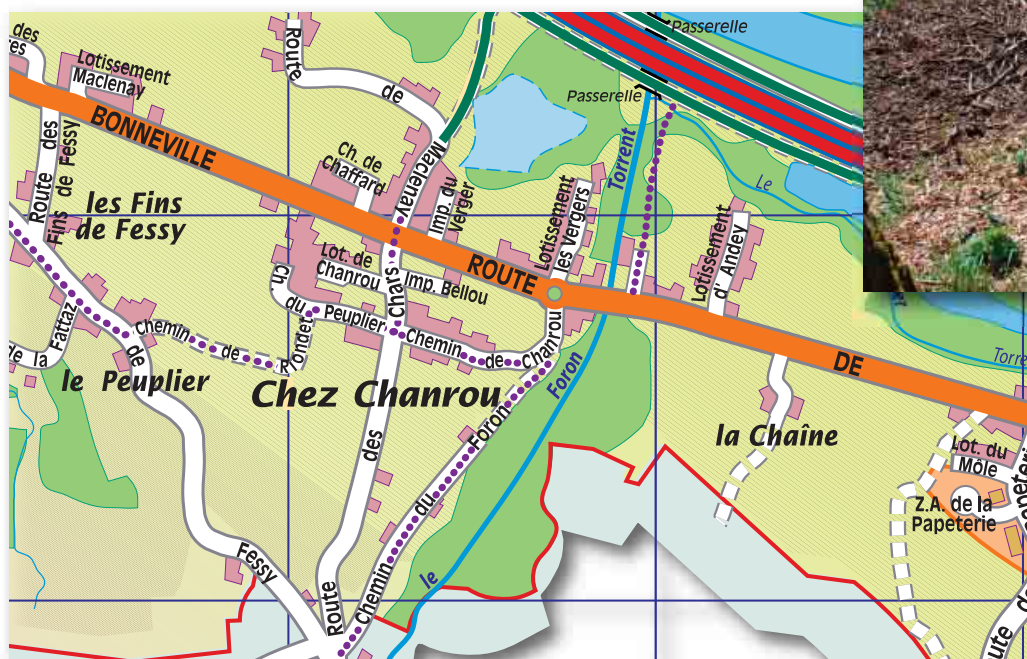 des
res
Lotissement
Maclenay
Route
de
Maclenay
Passerelle
Passerelle
BONNEVILLE
Route des
Fins de Fessy
les Fins
de Fessy
Ch. de
Chaffard
Imp. du
Verger
Lotissement
les Vergers
Torrent
Le
Lotissement
d' Andey
Lot. de
Chanrou
Imp. Bellou
ROUTE
Chars
Ch.
du
Peuplier
Chemin
de
Chanrou
Chemin
de
Rondet
de la Fattaz
de
le Peuplier
Chez Chanrou
Foron
DE
Torre
la Chaîne
des
Foron
du
Chemin
Lot. du
Môle
Papeterie
Z.A. de la
Papeterie
Fessy
Route
le
ute d